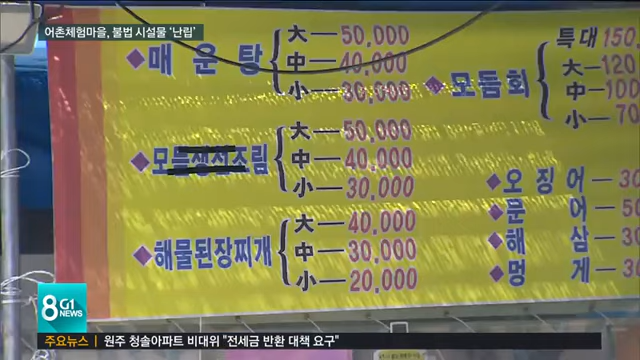 어촌체험마을, 불법 시설물 '난립'
매운탕 大—50,000
中—40,000
小—30,000
모듬생선조림 大—50,000
中—40,000
小—30,000
해물된장찌개 大—40,000
中—30,000
小—20,000
모듬회 특대 150,
大—120
中—100
小—70
오징어—30
문어—50
해삼—30
멍게—30
8 G1 NEWS
주요뉴스 원주 청솔아파트 비대위 "전세금 반환 대책 요구"